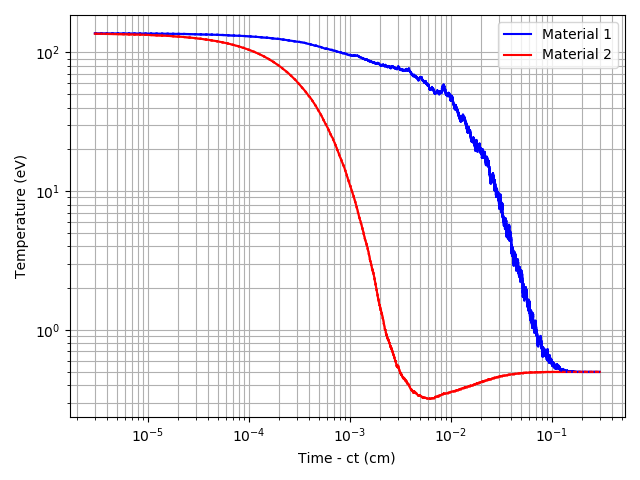 Material 1
Material 2
Temperature (eV)
10²
10¹
10⁰
10⁻⁵
10⁻⁴
10⁻³
10⁻²
10⁻¹
Time - ct (cm)